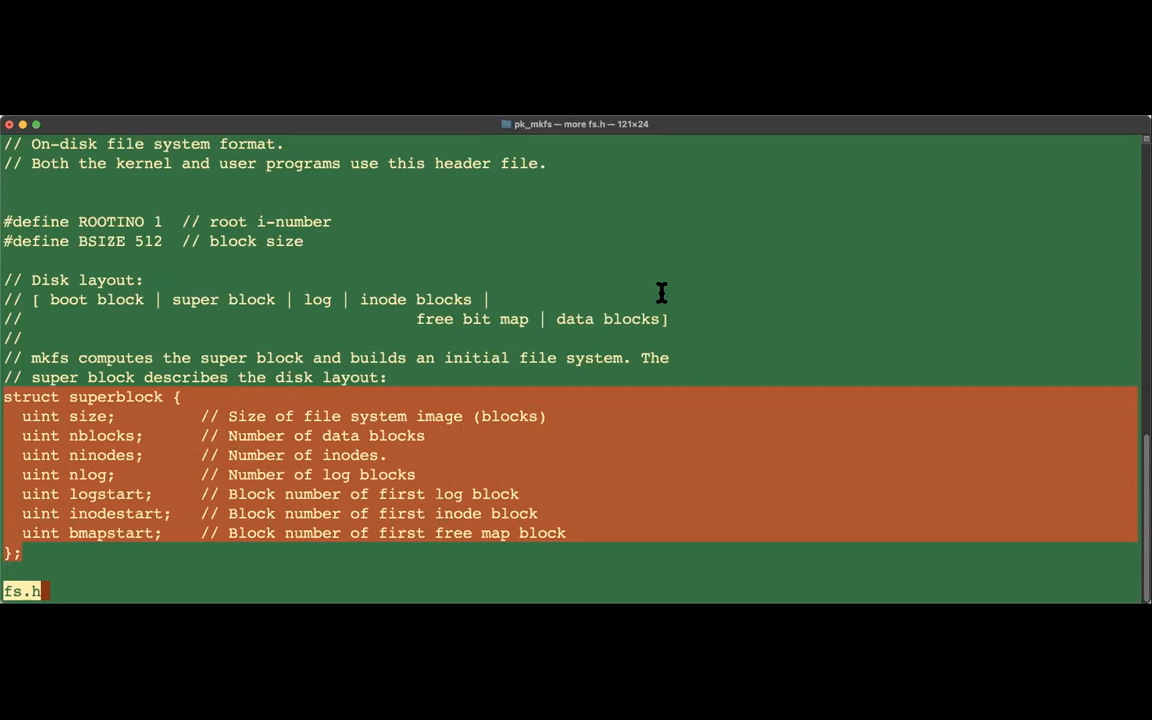 pk_mkfs — more fs.h — 121×24
// On-disk file system format.
// Both the kernel and user programs use this header file.
#define ROOTINO 1  // root i-number
#define BSIZE 512  // block size
// Disk layout:
// [ boot block | super block | log | inode blocks |
//                                          free bit map | data blocks]
//
// mkfs computes the super block and builds an initial file system. The
// super block describes the disk layout:
struct superblock {
  uint size;         // Size of file system image (blocks)
  uint nblocks;      // Number of data blocks
  uint ninodes;      // Number of inodes.
  uint nlog;         // Number of log blocks
  uint logstart;     // Block number of first log block
  uint inodestart;   // Block number of first inode block
  uint bmapstart;    // Block number of first free map block
};
fs.h